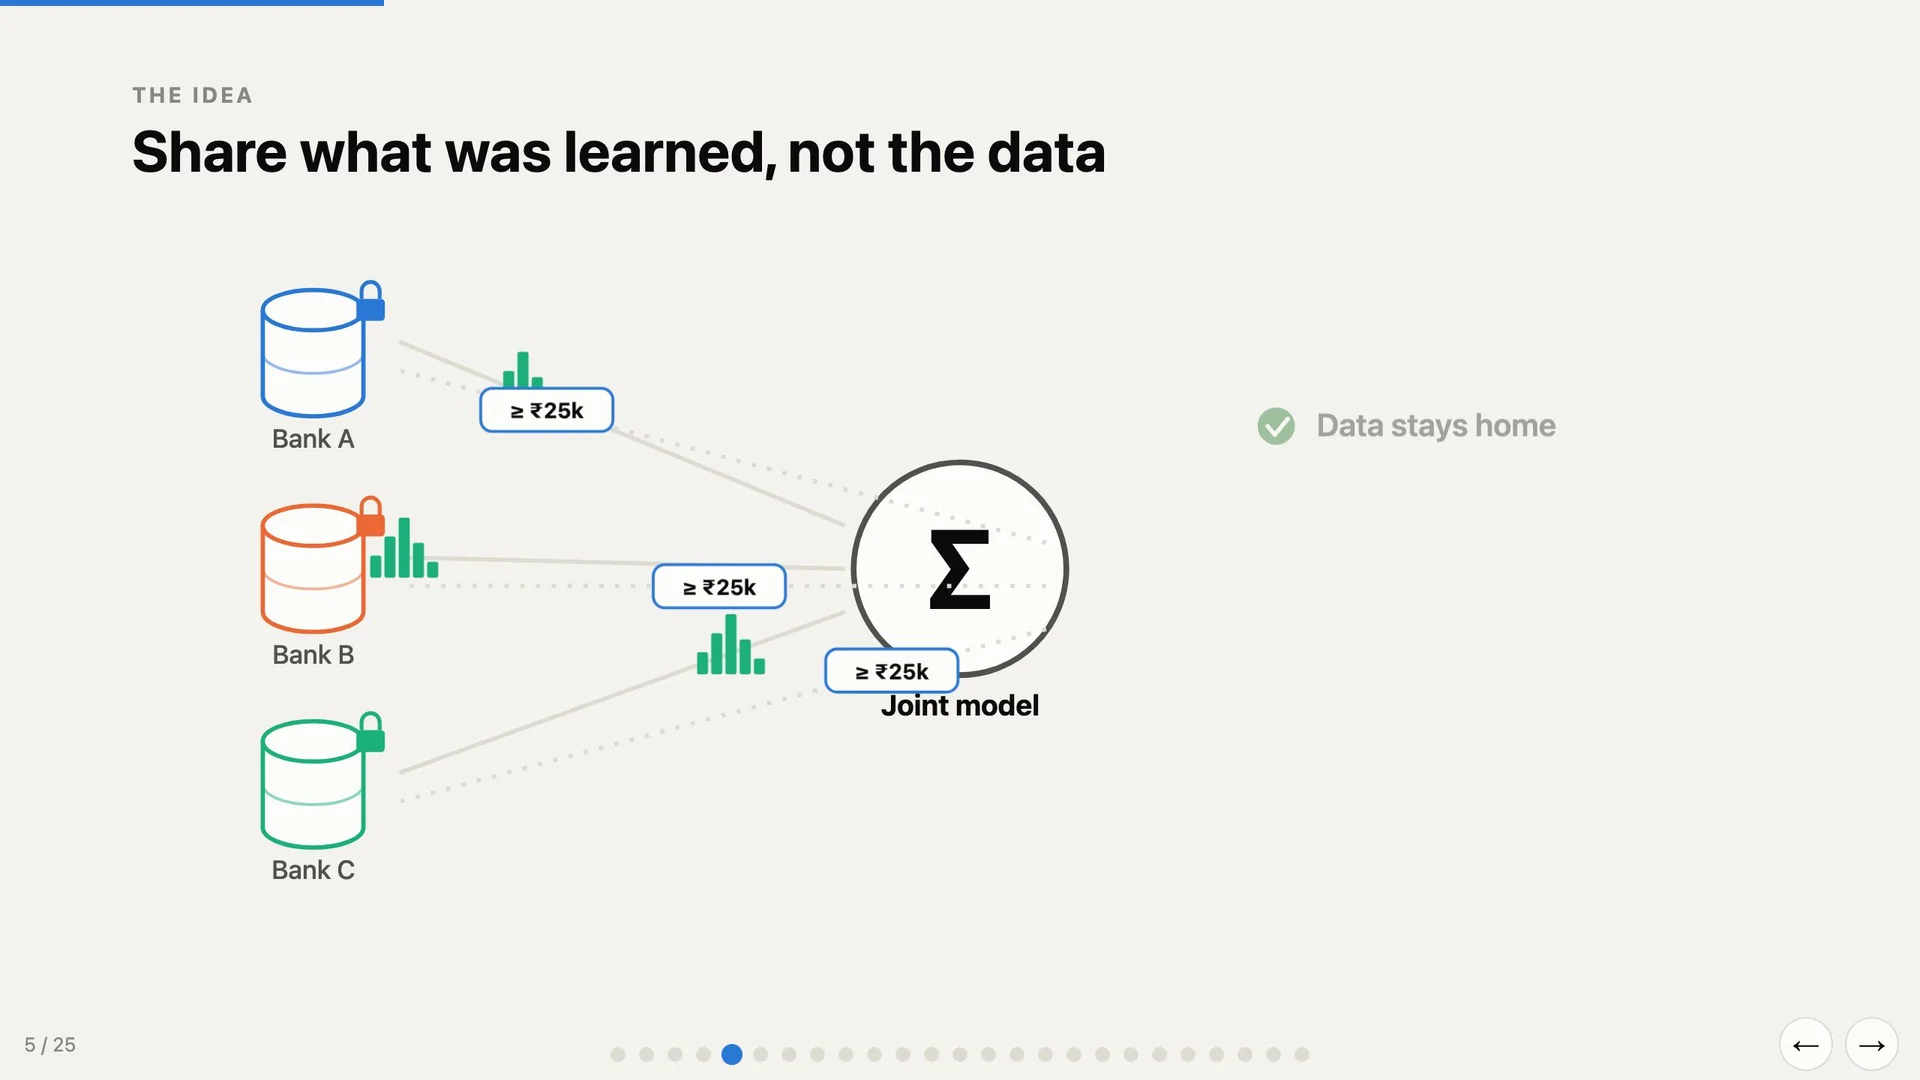 THE IDEA
Share what was learned, not the data
Bank A
≥ ₹25k
Data stays home
Σ
≥ ₹25k
Bank B
≥ ₹25k
Joint model
Bank C
5 / 25
← →